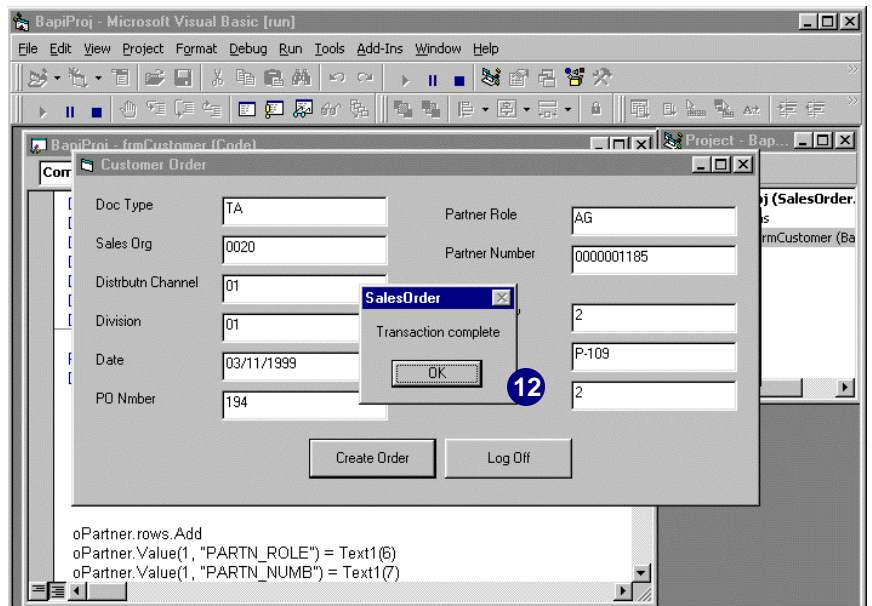 BapiProj - Microsoft Visual Basic [run]
File Edit View Project Format Debug Run Tools Add-Ins Window Help
BapiProj - frmCustomer (Code)
Project - Bap...
Customer Order
Doc Type
TA
Partner Role
AG
Sales Org
0020
Partner Number
0000001185
Distrbutn Channel
01
SalesOrder
Transaction complete
OK
12
Division
01
2
Date
03/11/1999
P-109
PO Nmber
194
2
Create Order
Log Off
oPartner.rows.Add
oPartner.Value(1, "PARTN_ROLE") = Text1(6)
oPartner.Value(1, "PARTN_NUMB") = Text1(7)